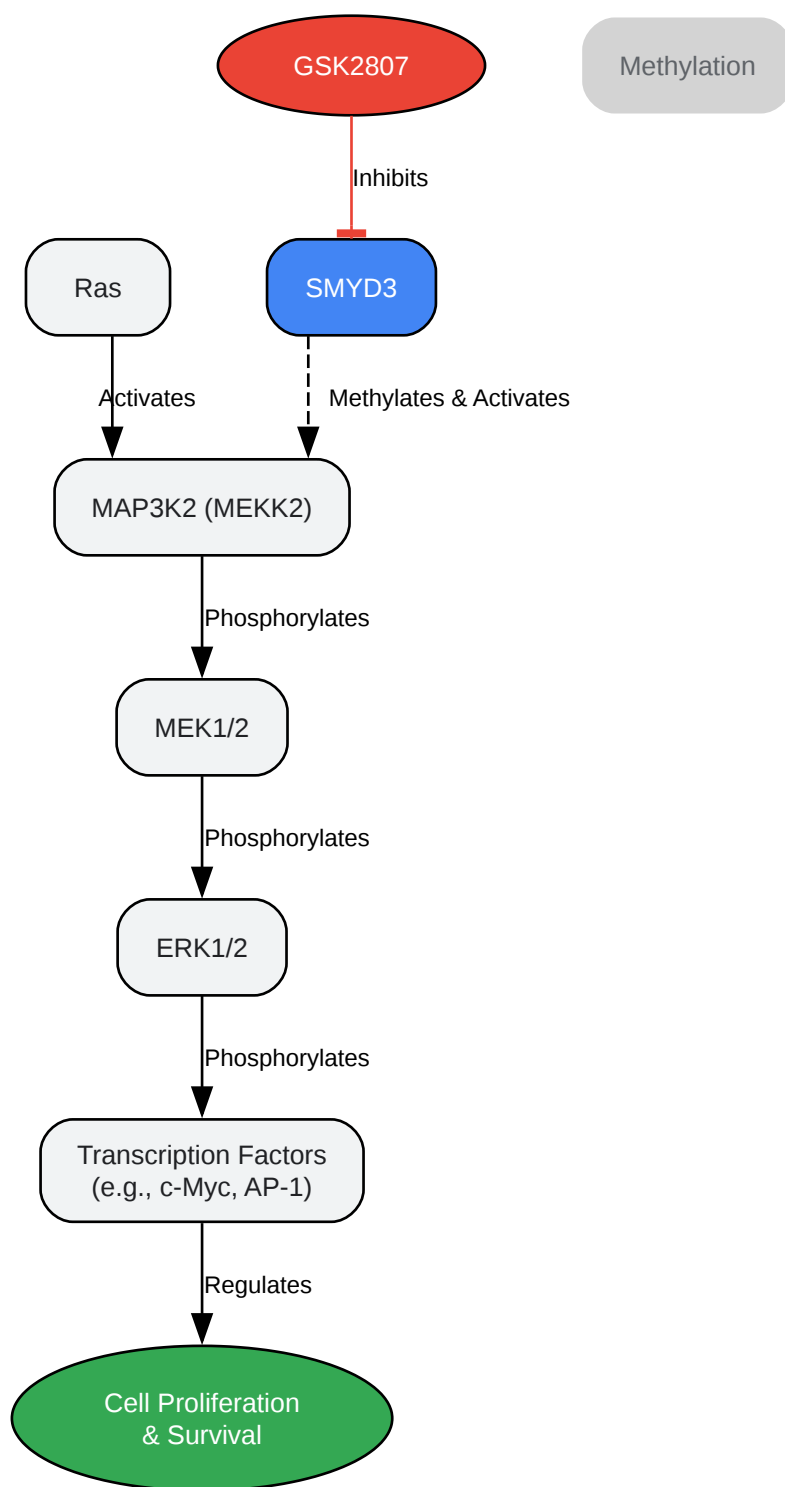 GSK2807
Methylation
Inhibits
Ras
SMYD3
Activates
Methylates & Activates
MAP3K2 (MEKK2)
Phosphorylates
MEK1/2
Phosphorylates
ERK1/2
Phosphorylates
Transcription Factors
(e.g., c-Myc, AP-1)
Regulates
Cell Proliferation
& Survival